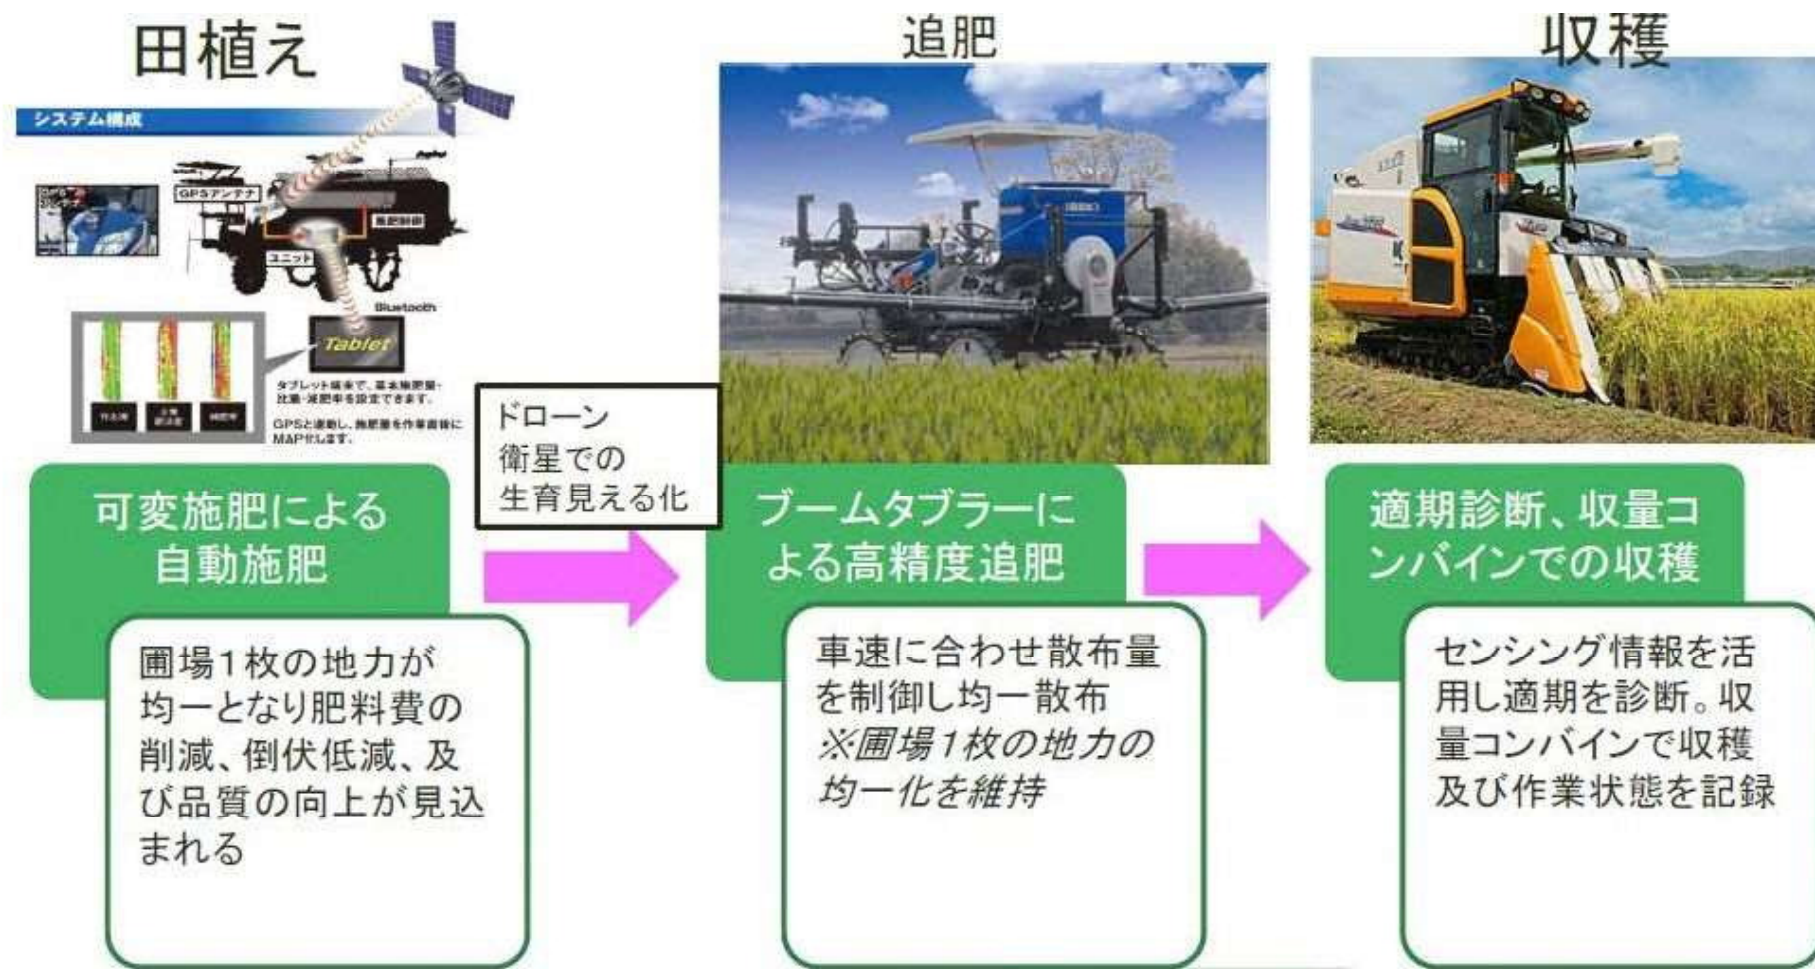 田植え
システム構成
GPSアンテナ
施肥制御
ユニット
Bluetooth
Tablet
タブレット端末で、基本施肥量・
比重・減肥率を設定できます。
GPSと連動し、施肥量を作業直後に
MAP化します。
可変施肥による
自動施肥
圃場1枚の地力が
均一となり肥料費の
削減、倒伏低減、及
び品質の向上が見込
まれる
ドローン
衛星での
生育見える化
追肥
ブームタブラーに
よる高精度追肥
車速に合わせ散布量
を制御し均一散布
※圃場1枚の地力の
均一化を維持
収穫
適期診断、収量コ
ンバインでの収穫
センシング情報を活
用し適期を診断。収
量コンバインで収穫
及び作業状態を記録